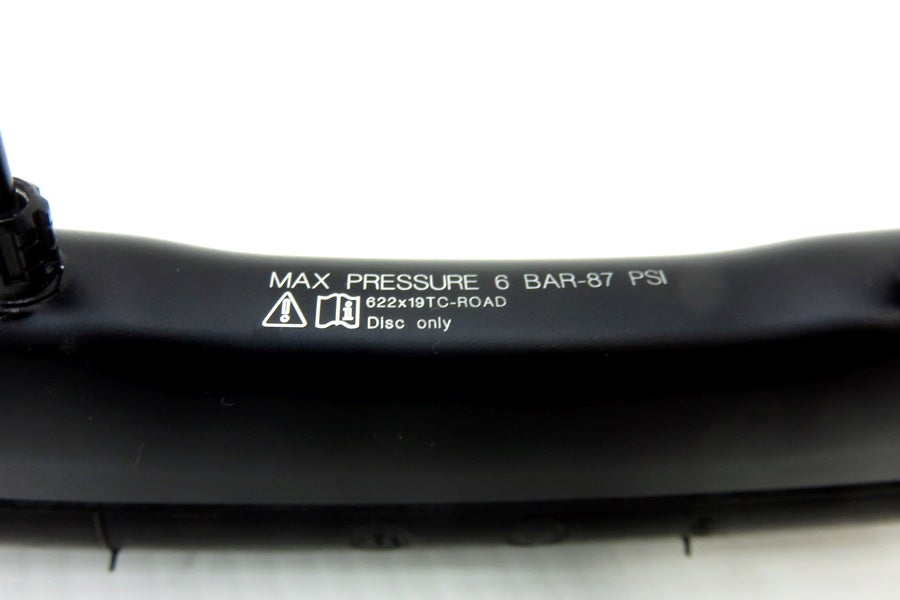 MAX PRESSURE 6 BAR-87 PSI
622x19TC-ROAD
Disc only